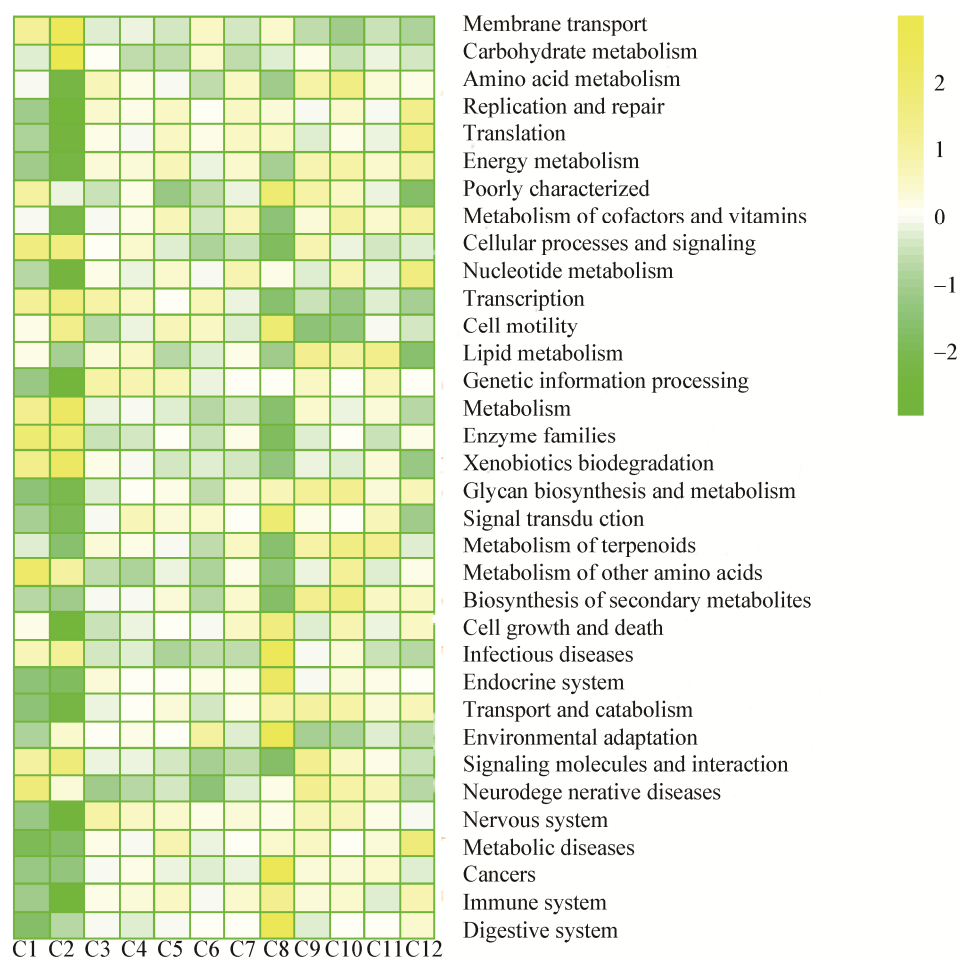 Membrane transport
Carbohydrate metabolism
Amino acid metabolism
Replication and repair
Translation
Energy metabolism
Poorly characterized
Metabolism of cofactors and vitamins
Cellular processes and signaling
Nucleotide metabolism
Transcription
Cell motility
Lipid metabolism
Genetic information processing
Metabolism
Enzyme families
Xenobiotics biodegradation
Glycan biosynthesis and metabolism
Signal transdu ction
Metabolism of terpenoids
Metabolism of other amino acids
Biosynthesis of secondary metabolites
Cell growth and death
Infectious diseases
Endocrine system
Transport and catabolism
Environmental adaptation
Signaling molecules and interaction
Neurodege nerative diseases
Nervous system
Metabolic diseases
Cancers
Immune system
Digestive system
C1 C2 C3 C4 C5 C6 C7 C8 C9 C10 C11 C12
2
1
0
−1
−2